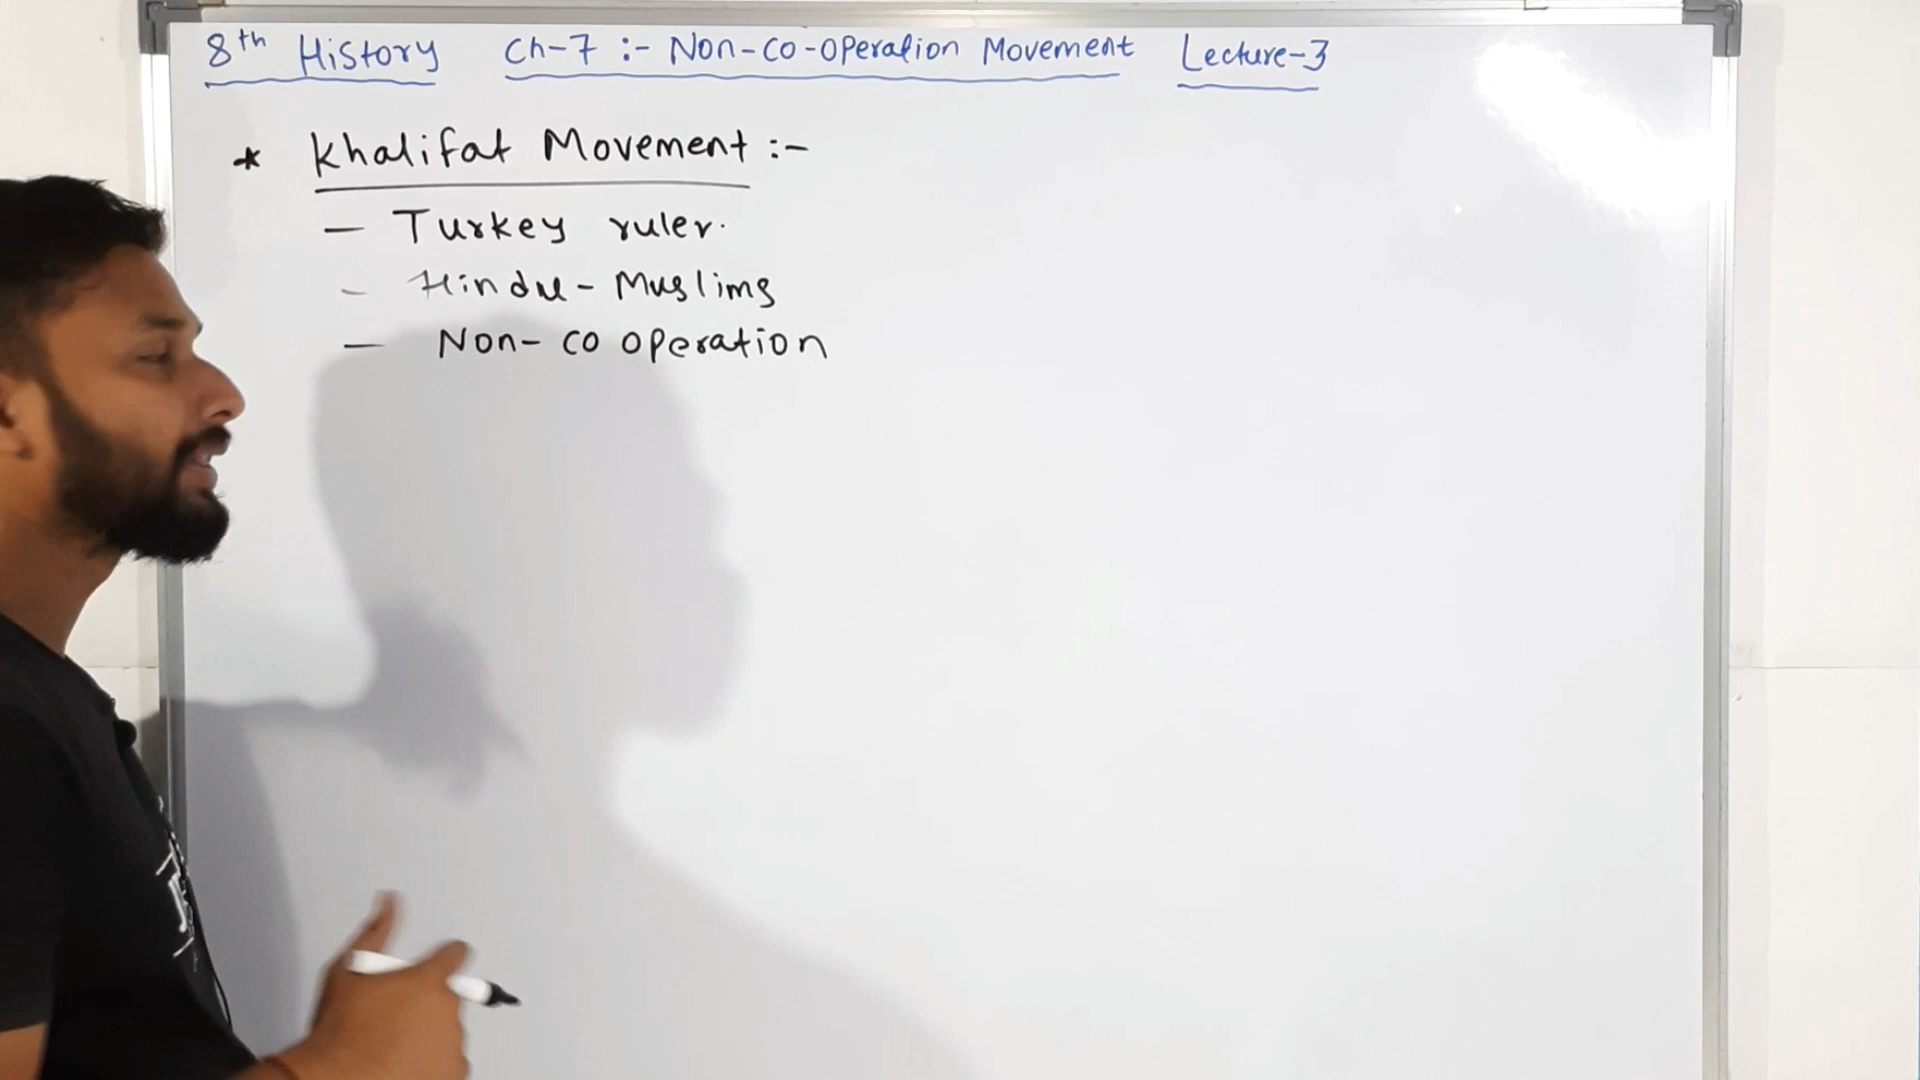 8th History Ch-7 :- Non-Co-Operation Movement Lecture-3
* Khalifat Movement :-
- Turkey ruler.
- Hindu - Muslims
- Non- Co operation